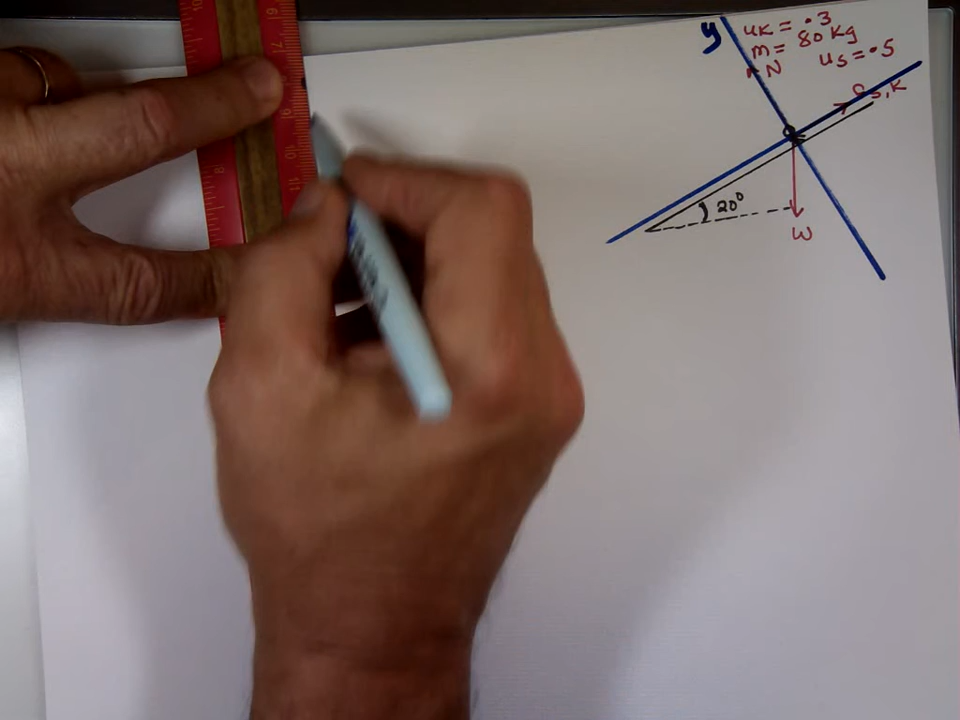 y
uK = .3
m = 80 kg
us = .5
N
s,K
20°
W